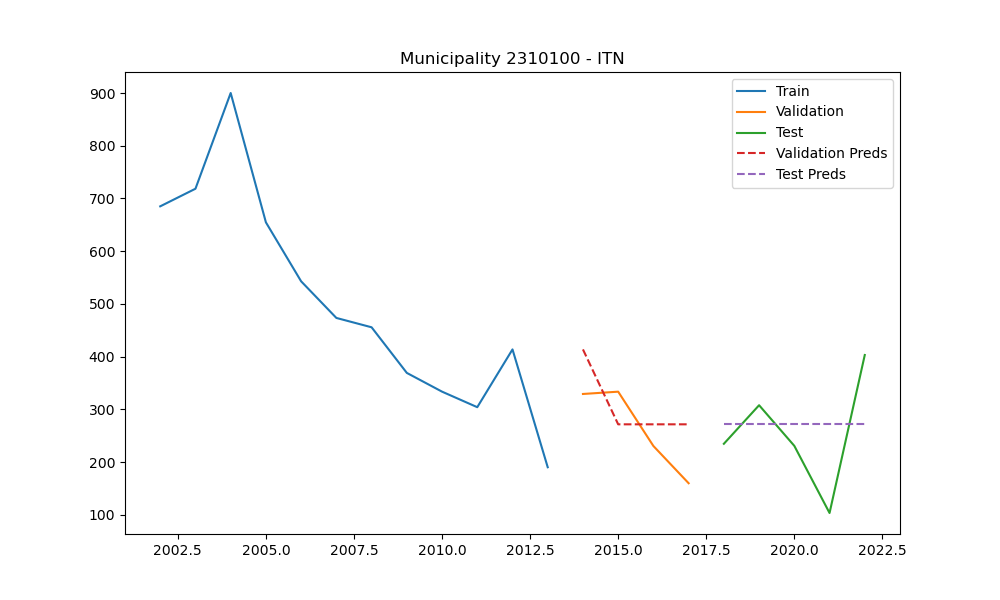 Municipality 2310100 - ITN
Train
Validation
Test
Validation Preds
Test Preds
900
800
700
600
500
400
300
200
100
2002.5 2005.0 2007.5 2010.0 2012.5 2015.0 2017.5 2020.0 2022.5